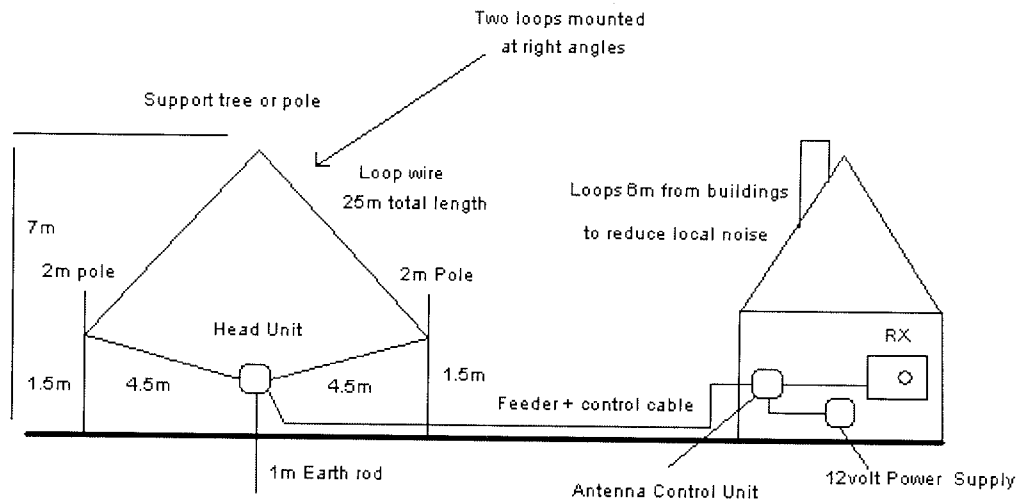 Two loops mounted
at right angles
Support tree or pole
Loop wire
25m total length
Loops 6m from buildings
to reduce local noise
7m
2m pole
2m Pole
Head Unit
RX
1.5m
4.5m
4.5m
1.5m
Feeder + control cable
1m Earth rod
Antenna Control Unit
12volt Power Supply